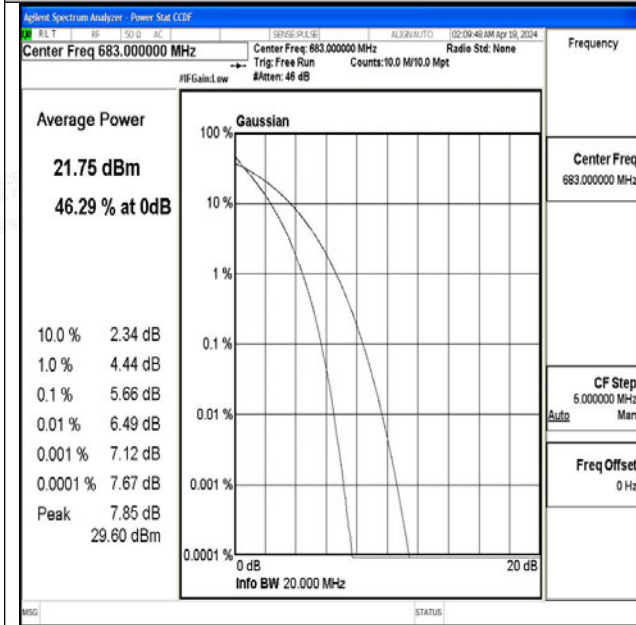 Agilent Spectrum Analyzer - Power Stat CCDF
RLT RF 50 Ω AC SENSE:PULSE ALIGNAUTO 02:09:48 AM Apr 18, 2024
Center Freq 683.000000 MHz
Center Freq: 683.000000 MHz Radio Std: None
Trig: Free Run Counts:10.0 M/10.0 Mpt
#IFGain:Low #Atten: 46 dB
Frequency
Average Power
21.75 dBm
46.29 % at 0dB
10.0 % 2.34 dB
1.0 % 4.44 dB
0.1 % 5.66 dB
0.01 % 6.49 dB
0.001 % 7.12 dB
0.0001 % 7.67 dB
Peak 7.85 dB
29.60 dBm
Gaussian
100 %
10 %
1 %
0.1 %
0.01 %
0.001 %
0.0001 %
0 dB 20 dB
Info BW 20.000 MHz
Center Freq
683.000000 MHz
CF Step
5.000000 MHz
Auto Man
Freq Offset
0 Hz
MSG STATUS